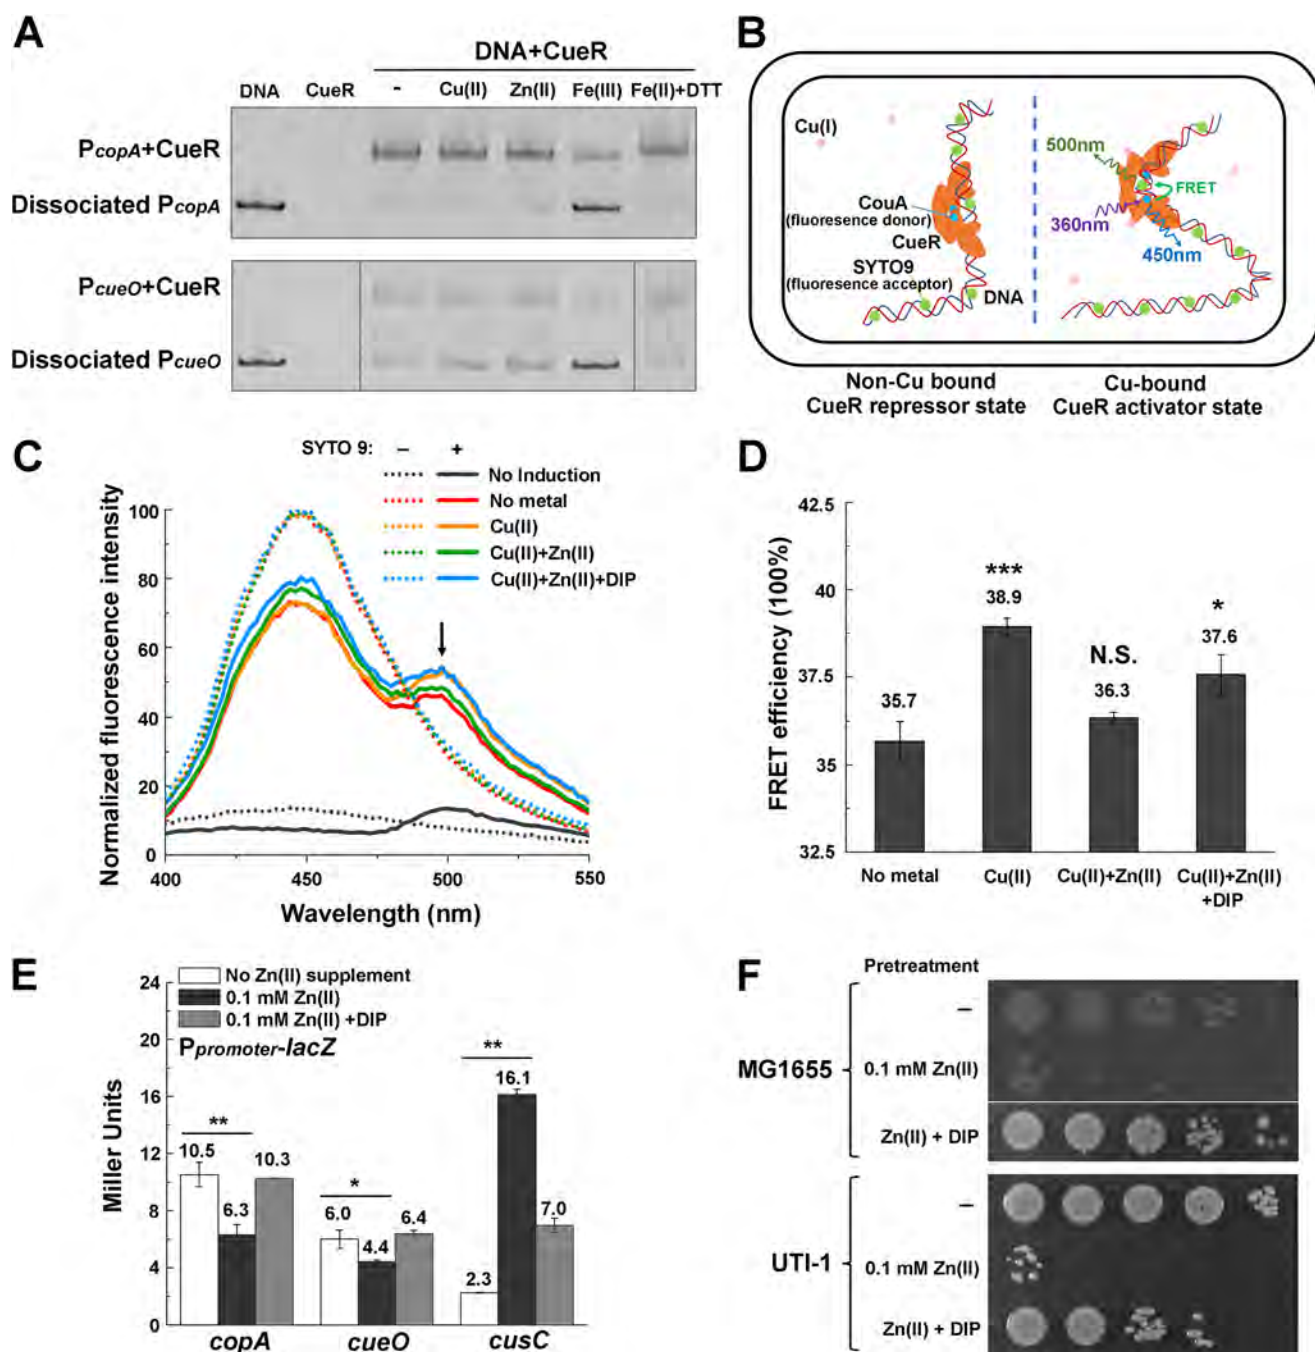 A
DNA+CueR
DNA CueR - Cu(II) Zn(II) Fe(III) Fe(II)+DTT
PcopA+CueR
Dissociated PcopA
PcueO+CueR
Dissociated PcueO
B
Cu(I)
CouA
(fluoresence donor)
CueR
SYTO9
(fluoresence acceptor)
DNA
500nm
FRET
360nm
450nm
Non-Cu bound
CueR repressor state
Cu-bound
CueR activator state
C
SYTO 9: – +
No Induction
No metal
Cu(II)
Cu(II)+Zn(II)
Cu(II)+Zn(II)+DIP
Normalized fluorescence intensity
100
80
60
40
20
0
400 450 500 550
Wavelength (nm)
D
FRET efficiency (100%)
42.5
40
37.5
35
32.5
35.7
***
38.9
N.S.
36.3
*
37.6
No metal Cu(II) Cu(II)+Zn(II) Cu(II)+Zn(II)
+DIP
E
No Zn(II) supplement
0.1 mM Zn(II)
0.1 mM Zn(II) +DIP
Ppromoter-lacZ
Miller Units
24
20
16
12
8
4
0
**
10.5 6.3 10.3
*
6.0 4.4 6.4
**
2.3 16.1 7.0
copA cueO cusC
F
Pretreatment
MG1655
–
0.1 mM Zn(II)
Zn(II) + DIP
UTI-1
–
0.1 mM Zn(II)
Zn(II) + DIP